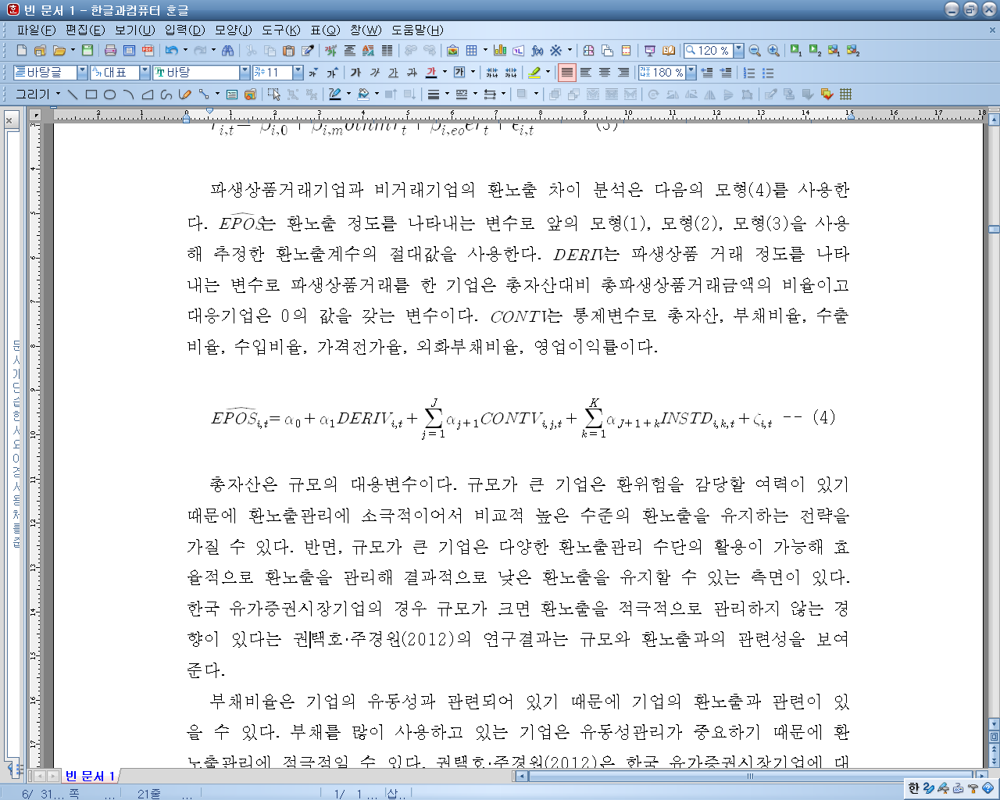 빈 문서 1 - 한글과컴퓨터 한글
파일(F) 편집(E) 보기(U) 입력(D) 모양(J) 도구(K) 표(Q) 창(W) 도움말(H)
120 %
바탕글 대표 바탕 11 가 가 가 가 가 가 가 180 %
그리기
파생상품거래기업과 비거래기업의 환노출 차이 분석은 다음의 모형(4)를 사용한
다. EPOS는 환노출 정도를 나타내는 변수로 앞의 모형(1), 모형(2), 모형(3)을 사용
해 추정한 환노출계수의 절대값을 사용한다. DERIV는 파생상품 거래 정도를 나타
내는 변수로 파생상품거래를 한 기업은 총자산대비 총파생상품거래금액의 비율이고
대응기업은 0의 값을 갖는 변수이다. CONTV는 통제변수로 총자산, 부채비율, 수출
비율, 수입비율, 가격전가율, 외화부채비율, 영업이익률이다.
\widehat{EPOS}_{i,t} = α_0 + α_1 DERIV_{i,t} + \sum_{j=1}^{J} α_{j+1} CONTV_{i,j,t} + \sum_{k=1}^{K} α_{J+1+k} INSTD_{i,k,t} + ζ_{i,t} -- (4)
총자산은 규모의 대용변수이다. 규모가 큰 기업은 환위험을 감당할 여력이 있기
때문에 환노출관리에 소극적이어서 비교적 높은 수준의 환노출을 유지하는 전략을
가질 수 있다. 반면, 규모가 큰 기업은 다양한 환노출관리 수단의 활용이 가능해 효
율적으로 환노출을 관리해 결과적으로 낮은 환노출을 유지할 수 있는 측면이 있다.
한국 유가증권시장기업의 경우 규모가 크면 환노출을 적극적으로 관리하지 않는 경
향이 있다는 권택호·주경원(2012)의 연구결과는 규모와 환노출과의 관련성을 보여
준다.
부채비율은 기업의 유동성과 관련되어 있기 때문에 기업의 환노출과 관련이 있
을 수 있다. 부채를 많이 사용하고 있는 기업은 유동성관리가 중요하기 때문에 환
노출관리에 적극적일 수 있다. 권택호·주경원(2012)은 한국 유가증권시장기업에 대
빈 문서 1
6/ 31... 쪽 ... 21줄 ... 1/ 1 ... 삽.. 한